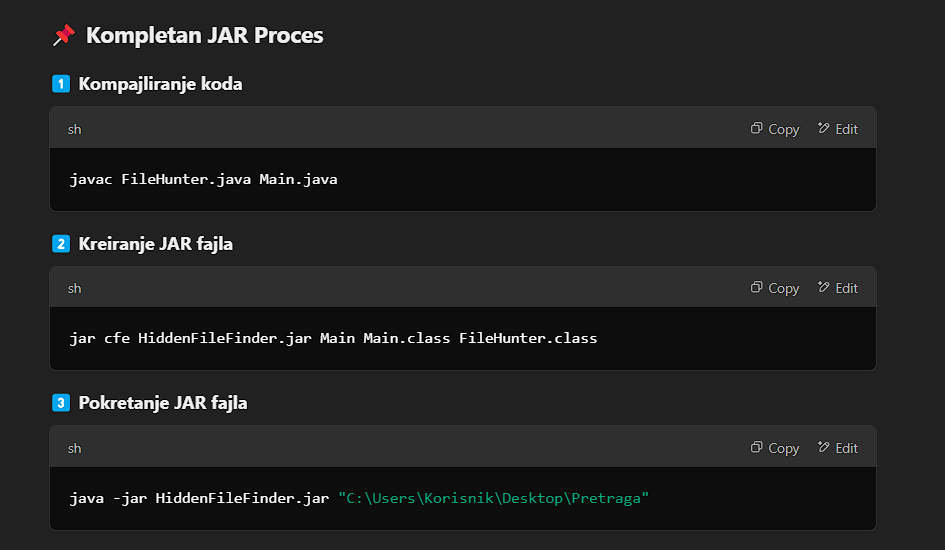 📌 Kompletan JAR Proces
1️⃣ Kompajliranje koda
sh Copy Edit
javac FileHunter.java Main.java
2️⃣ Kreiranje JAR fajla
sh Copy Edit
jar cfe HiddenFileFinder.jar Main Main.class FileHunter.class
3️⃣ Pokretanje JAR fajla
sh Copy Edit
java -jar HiddenFileFinder.jar "C:\Users\Korisnik\Desktop\Pretraga"